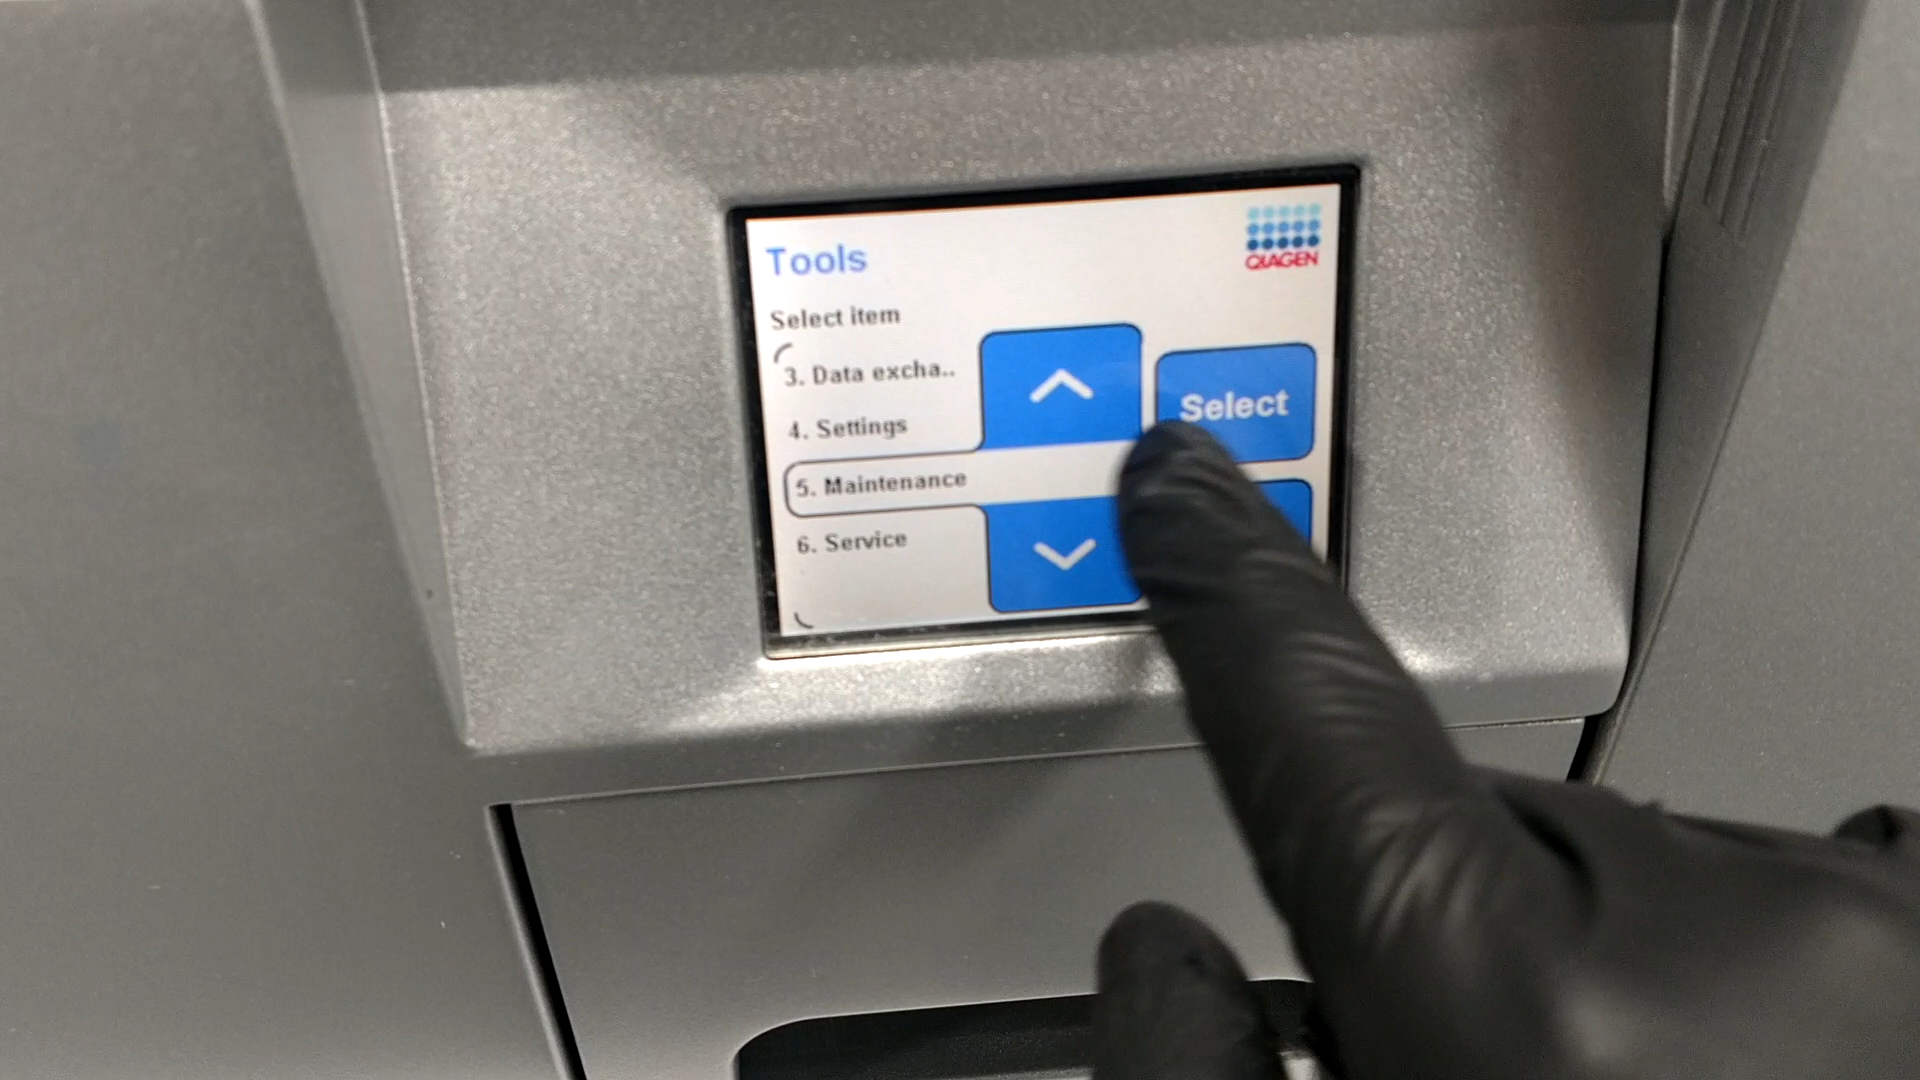 Tools
QIAGEN
Select item
3. Data excha..
4. Settings
5. Maintenance
6. Service
Select